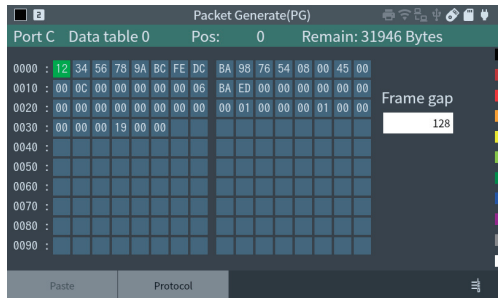 2 Packet Generate(PG)
Port C Data table 0 Pos: 0 Remain: 31946 Bytes
0000 : 12 34 56 78 9A BC FE DC BA 98 76 54 08 00 45 00
0010 : 00 0C 00 00 00 00 00 06 BA ED 00 00 00 00 00 00
0020 : 00 00 00 00 00 00 00 00 00 01 00 00 00 01 00 00
Frame gap
0030 : 00 00 00 19 00 00
128
0040 :
0050 :
0060 :
0070 :
0080 :
0090 :
Paste Protocol